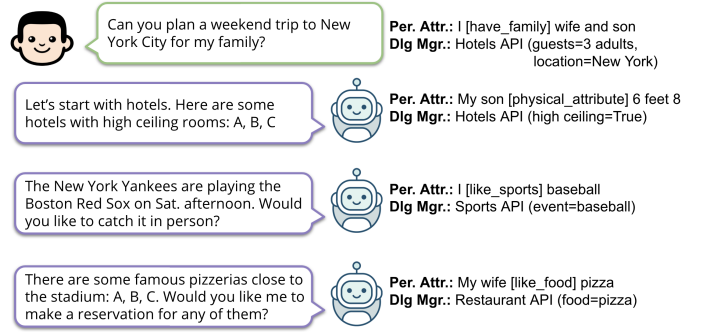 Can you plan a weekend trip to New
York City for my family?
Per. Attr.: I [have_family] wife and son
Dlg Mgr.: Hotels API (guests=3 adults,
location=New York)
Let's start with hotels. Here are some
hotels with high ceiling rooms: A, B, C
Per. Attr.: My son [physical_attribute] 6 feet 8
Dlg Mgr.: Hotels API (high ceiling=True)
The New York Yankees are playing the
Boston Red Sox on Sat. afternoon. Would
you like to catch it in person?
Per. Attr.: I [like_sports] baseball
Dlg Mgr.: Sports API (event=baseball)
There are some famous pizzerias close to
the stadium: A, B, C. Would you like me to
make a reservation for any of them?
Per. Attr.: My wife [like_food] pizza
Dlg Mgr.: Restaurant API (food=pizza)